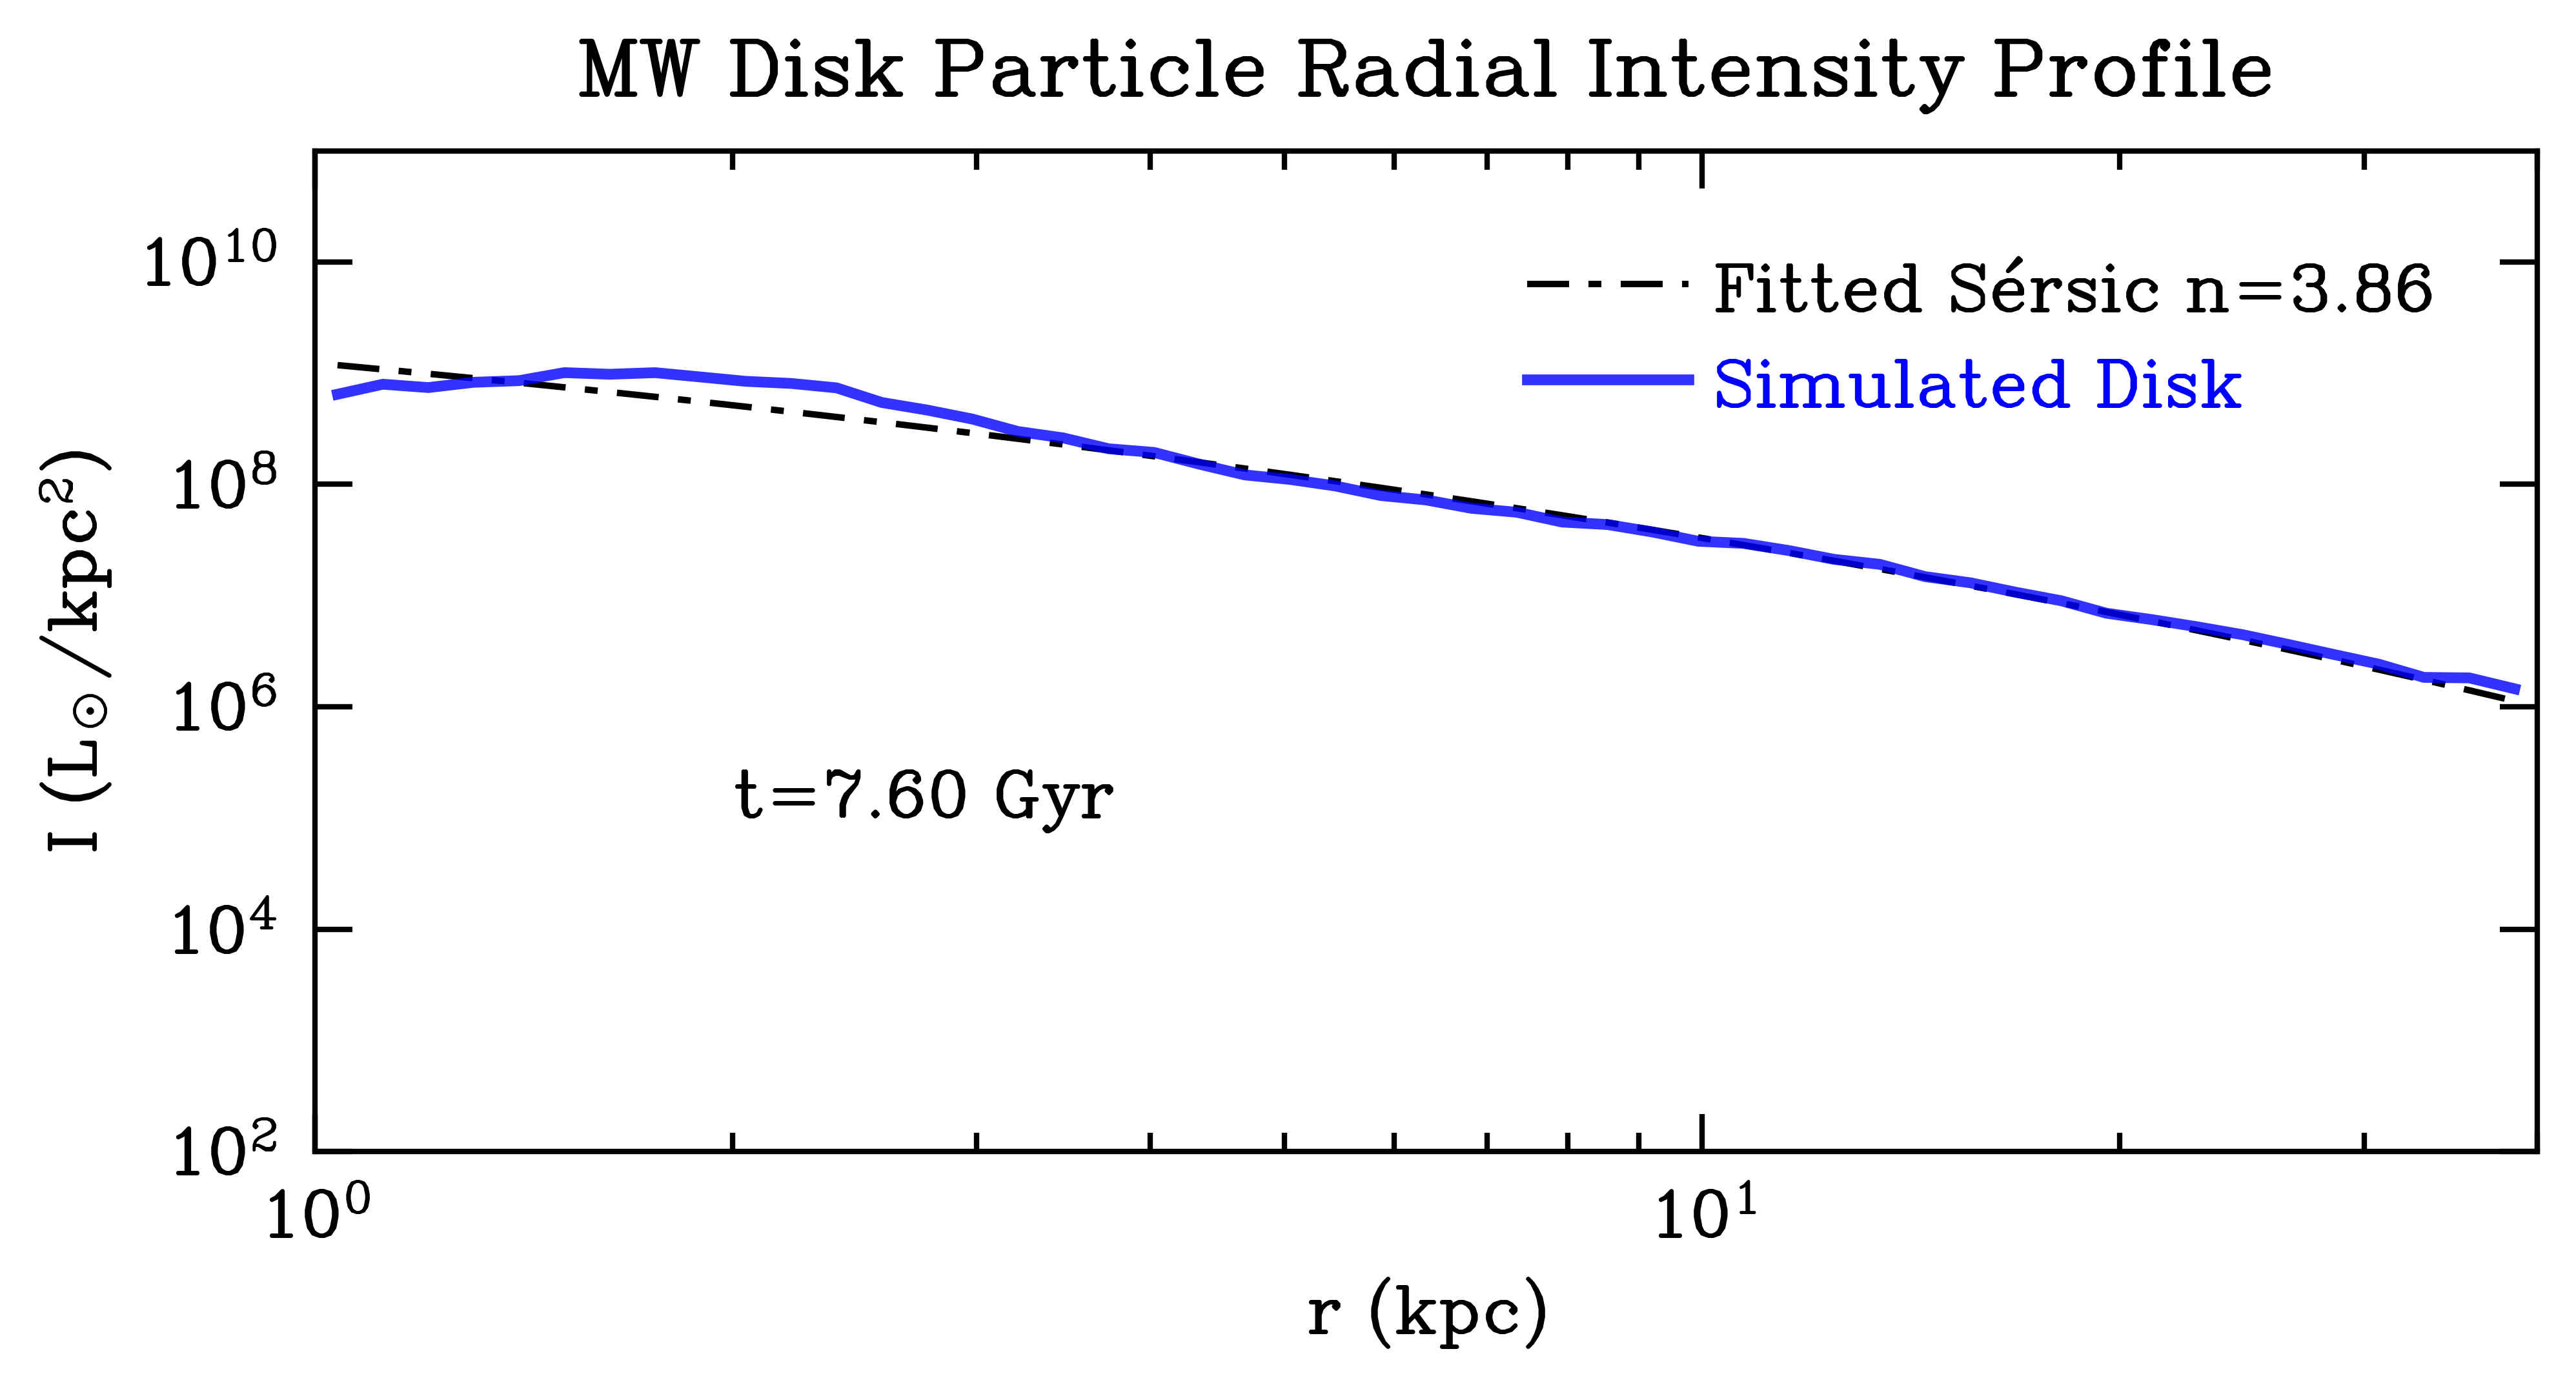 MW Disk Particle Radial Intensity Profile
10¹⁰
Fitted Sérsic n=3.86
Simulated Disk
10⁸
I (L⊙/kpc²)
10⁶
t=7.60 Gyr
10⁴
10²
10⁰
10¹
r (kpc)